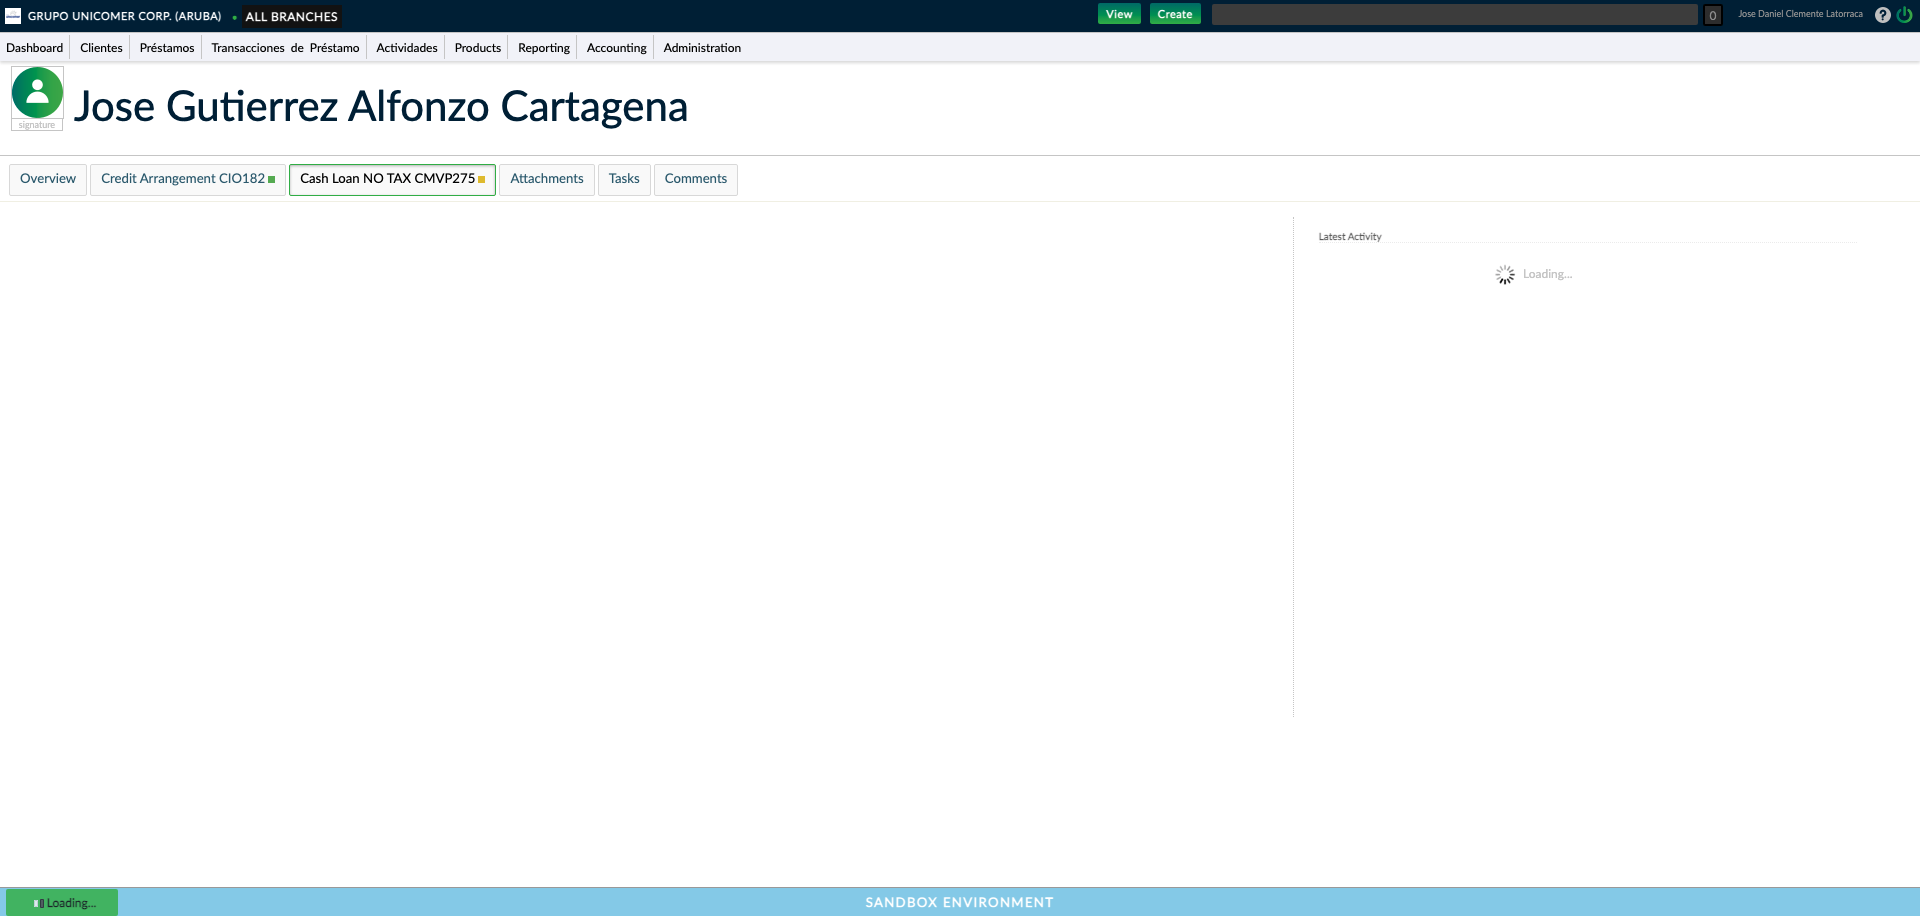 GRUPO UNICOMER CORP. (ARUBA) ALL BRANCHES View Create 0 Jose Daniel Clemente Latorraca ?
Dashboard Clientes Préstamos Transacciones de Préstamo Actividades Products Reporting Accounting Administration
Jose Gutierrez Alfonzo Cartagena
signature
Overview Credit Arrangement CIO182 Cash Loan NO TAX CMVP275 Attachments Tasks Comments
Latest Activity
Loading...
Loading... SANDBOX ENVIRONMENT